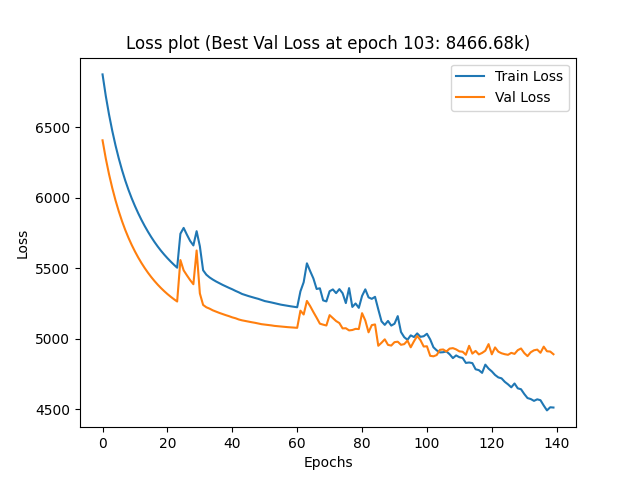 Loss plot (Best Val Loss at epoch 103: 8466.68k)
Train Loss
Val Loss
Loss
6500
6000
5500
5000
4500
0 20 40 60 80 100 120 140
Epochs